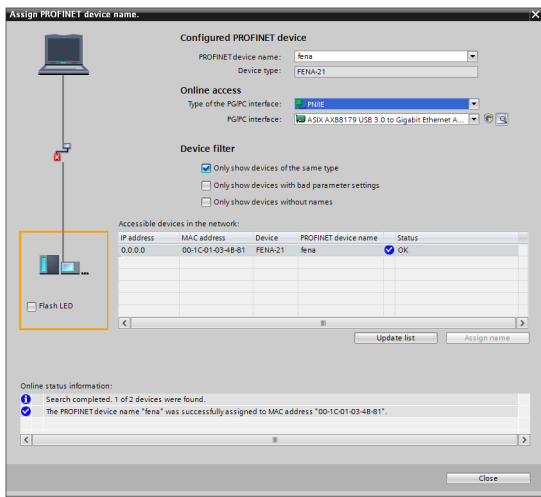 Assign PROFINET device name.
Configured PROFINET device
PROFINET device name: fena
Device type: FENA-21
Online access
Type of the PG/PC interface: PN/IE
PG/PC interface: ASIX AX88179 USB 3.0 to Gigabit Ethernet A...
Device filter
Only show devices of the same type
Only show devices with bad parameter settings
Only show devices without names
Accessible devices in the network:
IP address MAC address Device PROFINET device name Status
0.0.0.0 00-1C-01-03-4B-81 FENA-21 fena OK
...
Flash LED
Update list Assign name
Online status information:
Search completed. 1 of 2 devices were found.
The PROFINET device name "fena" was successfully assigned to MAC address "00-1C-01-03-4B-81".
Close